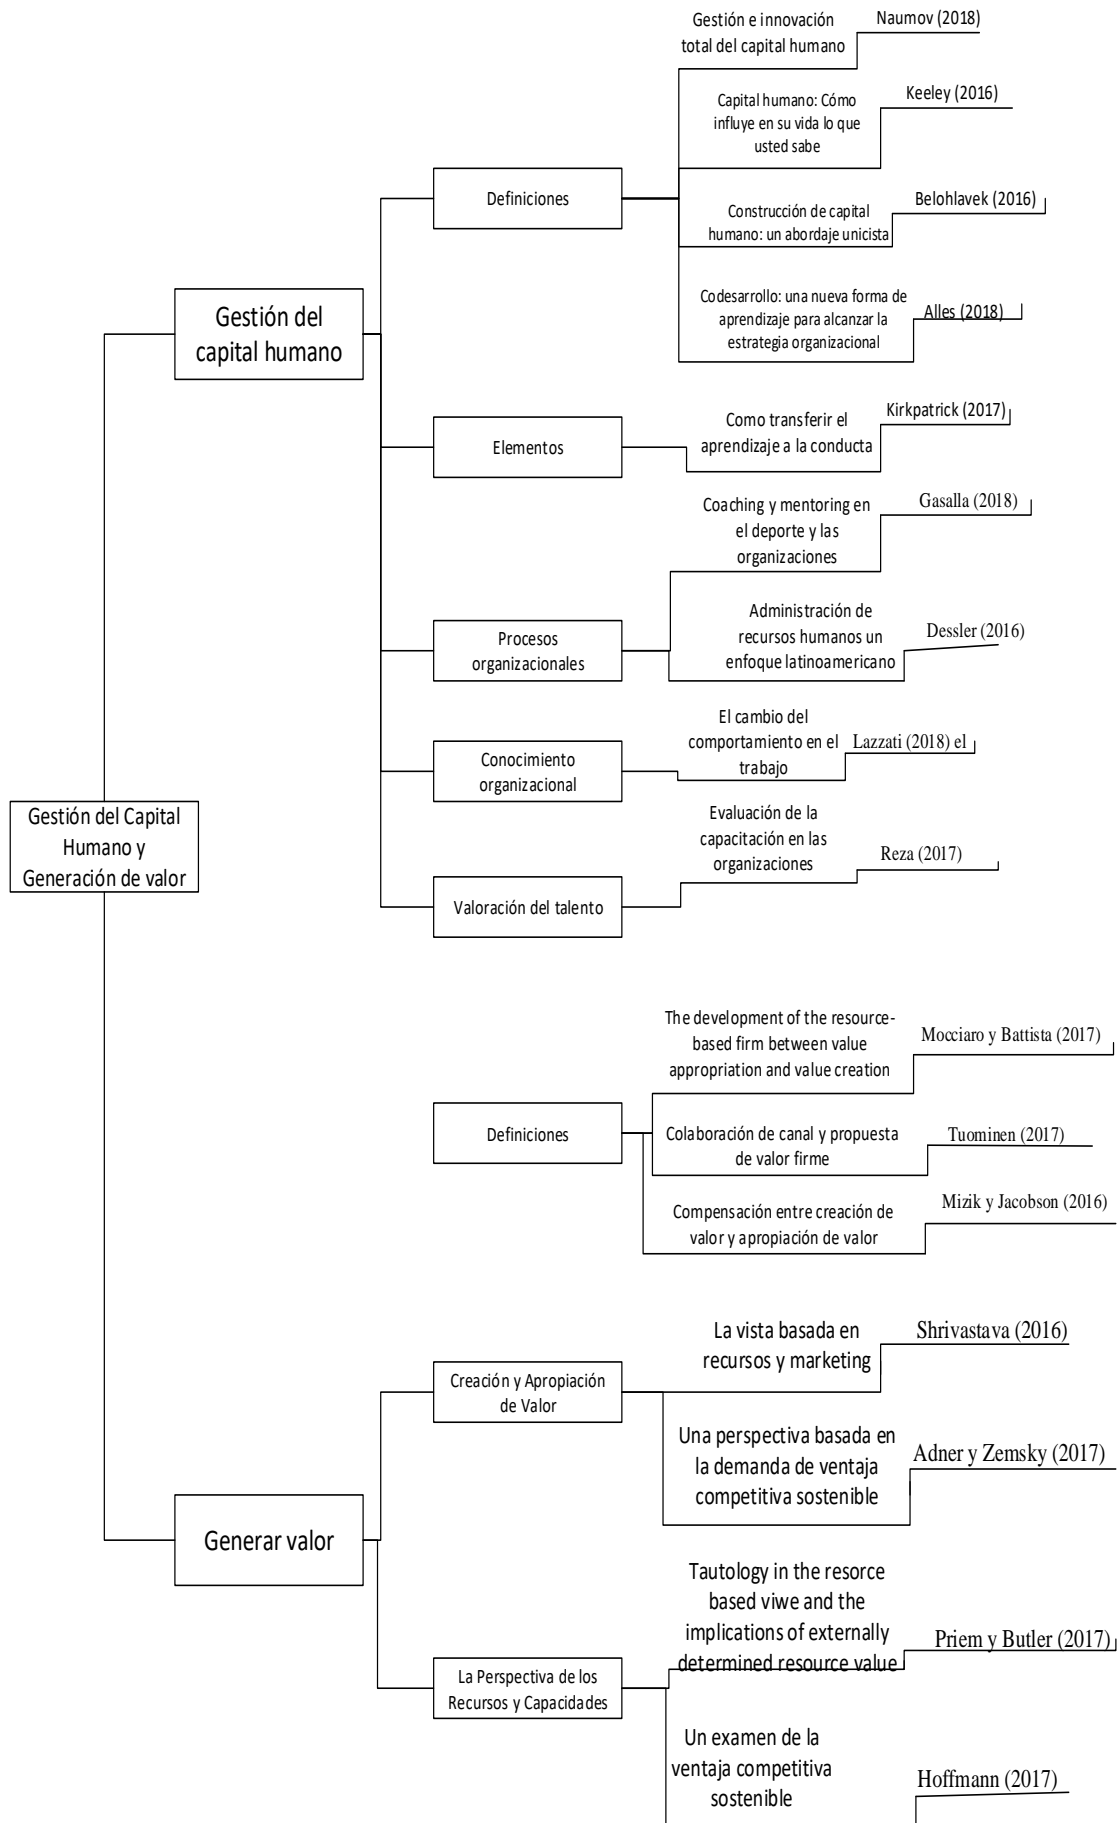 Gestión e innovación
total del capital humano
Naumov (2018)
Capital humano: Cómo
influye en su vida lo que
usted sabe
Keeley (2016)
Definiciones
Construcción de capital
humano: un abordaje unicista
Belohlavek (2016)
Gestión del
capital humano
Codesarrollo: una nueva forma de
aprendizaje para alcanzar la
estrategia organizacional
Alles (2018)
Elementos
Como transferir el
aprendizaje a la conducta
Kirkpatrick (2017)
Coaching y mentoring en
el deporte y las
organizaciones
Gasalla (2018)
Procesos
organizacionales
Administración de
recursos humanos un
enfoque latinoamericano
Dessler (2016)
Conocimiento
organizacional
El cambio del
comportamiento en el
trabajo
Lazzati (2018) el
Gestión del Capital
Humano y
Generación de valor
Evaluación de la
capacitación en las
organizaciones
Reza (2017)
Valoración del talento
The development of the resource-
based firm between value
appropriation and value creation
Mocciaro y Battista (2017)
Definiciones
Colaboración de canal y propuesta
de valor firme
Tuominen (2017)
Compensación entre creación de
valor y apropiación de valor
Mizik y Jacobson (2016)
La vista basada en
recursos y marketing
Shrivastava (2016)
Creación y Apropiación
de Valor
Una perspectiva basada en
la demanda de ventaja
competitiva sostenible
Adner y Zemsky (2017)
Generar valor
Tautology in the resorce
based viwe and the
implications of externally
determined resource value
Priem y Butler (2017)
La Perspectiva de los
Recursos y Capacidades
Un examen de la
ventaja competitiva
sostenible
Hoffmann (2017)